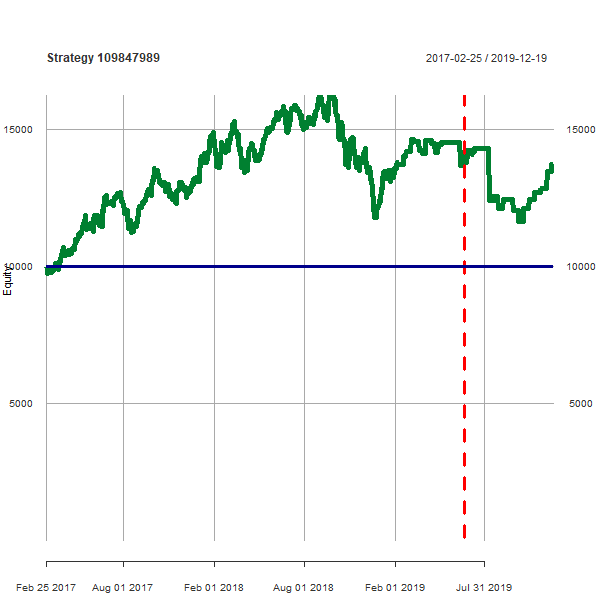 Strategy 109847989
2017-02-25 / 2019-12-19
15000
15000
10000
10000
Equity
5000
5000
Feb 25 2017
Aug 01 2017
Feb 01 2018
Aug 01 2018
Feb 01 2019
Jul 31 2019